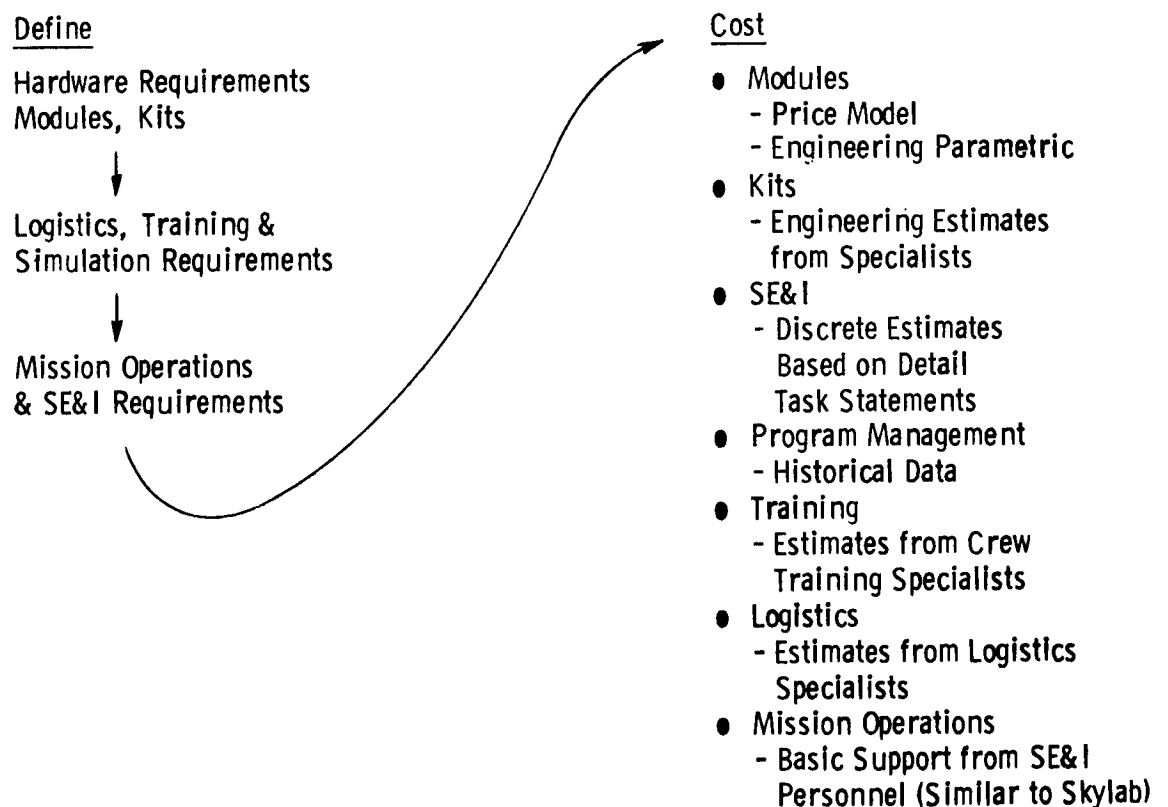 Define
Hardware Requirements
Modules, Kits
Logistics, Training &
Simulation Requirements
Mission Operations
& SE&I Requirements
Cost
● Modules
- Price Model
- Engineering Parametric
● Kits
- Engineering Estimates
from Specialists
● SE&I
- Discrete Estimates
Based on Detail
Task Statements
● Program Management
- Historical Data
● Training
- Estimates from Crew
Training Specialists
● Logistics
- Estimates from Logistics
Specialists
● Mission Operations
- Basic Support from SE&I
Personnel (Similar to Skylab)